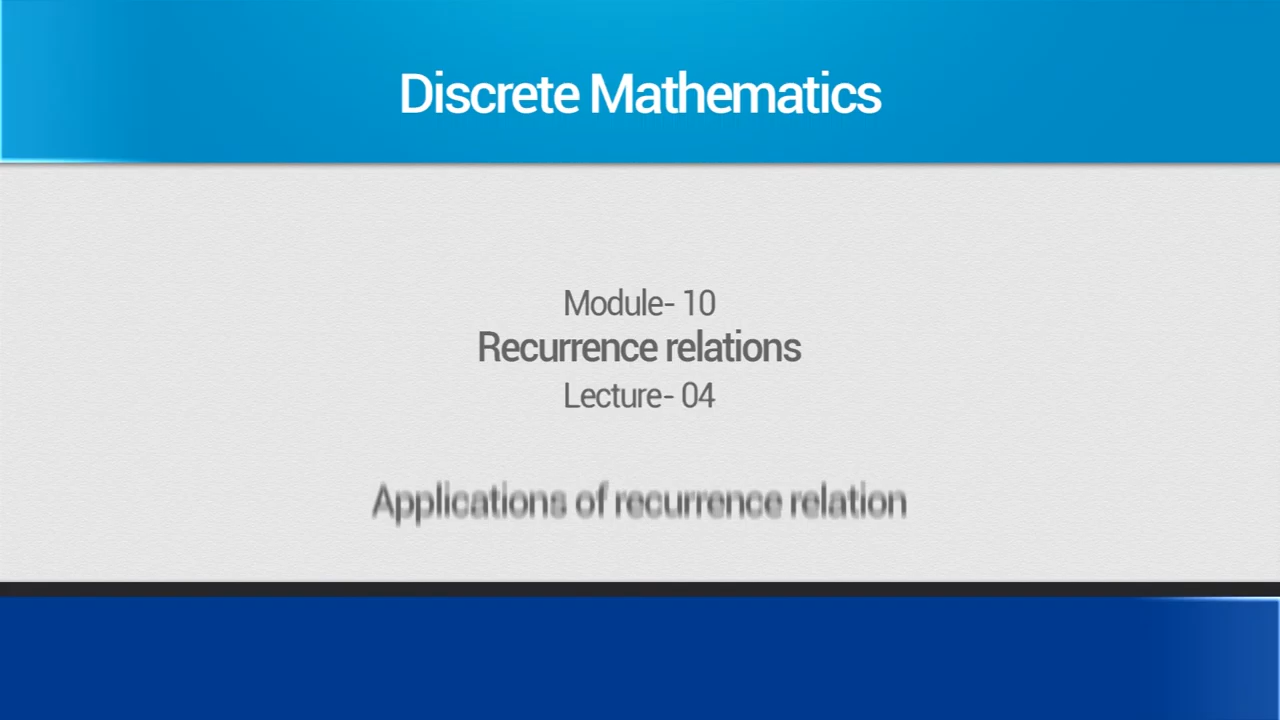 Discrete Mathematics
Module- 10
Recurrence relations
Lecture- 04
Applications of recurrence relation